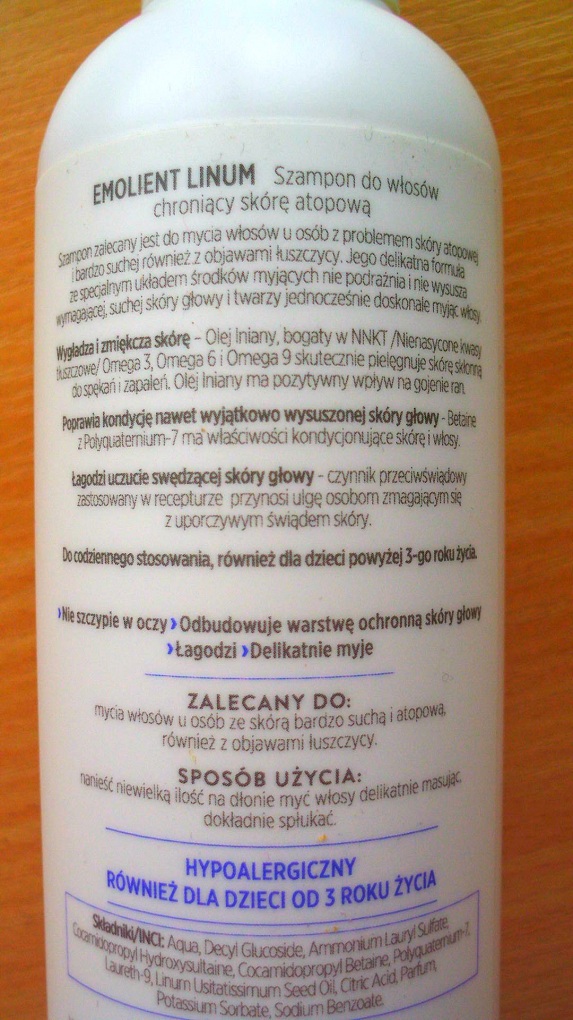 EMOLIENT LINUM Szampon do włosów
chroniący skórę atopową
Szampon zalecany jest do mycia włosów u osób z problemem skóry atopowej
i bardzo suchej również z objawami łuszczycy. Jego delikatna formuła
ze specjalnym układem środków myjących nie podrażnia i nie wysusza
wymagającej, suchej skóry głowy i twarzy jednocześnie doskonale myjąc włosy.
Wygładza i zmiękcza skórę – Olej lniany, bogaty w NNKT /Nienasycone kwasy
tłuszczowe/ Omega 3, Omega 6 i Omega 9 skutecznie pielęgnuje skórę skłonną
do spękań i zapaleń. Olej lniany ma pozytywny wpływ na gojenie ran.
Poprawia kondycję nawet wyjątkowo wysuszonej skóry głowy - Betaine
z Polyquaternium-7 ma właściwości kondycjonujące skórę i włosy.
Łagodzi uczucie swędzącej skóry głowy – czynnik przeciwświądowy
zastosowany w recepturze przynosi ulgę osobom zmagającym się
z uporczywym świądem skóry.
Do codziennego stosowania, również dla dzieci powyżej 3-go roku życia.
›Nie szczypie w oczy ›Odbudowuje warstwę ochronną skóry głowy
›Łagodzi ›Delikatnie myje
ZALECANY DO:
mycia włosów u osób ze skórą bardzo suchą i atopową,
również z objawami łuszczycy.
SPOSÓB UŻYCIA:
nanieść niewielką ilość na dłonie myć włosy delikatnie masując,
dokładnie spłukać.
HYPOALERGICZNY
RÓWNIEŻ DLA DZIECI OD 3 ROKU ŻYCIA
Składniki/INCI: Aqua, Decyl Glucoside, Ammonium Lauryl Sulfate,
Cocamidopropyl Hydroxysultaine, Cocamidopropyl Betaine, Polyquaternium-7,
Laureth-9, Linum Usitatissimum Seed Oil, Citric Acid, Parfum,
Potassium Sorbate, Sodium Benzoate.